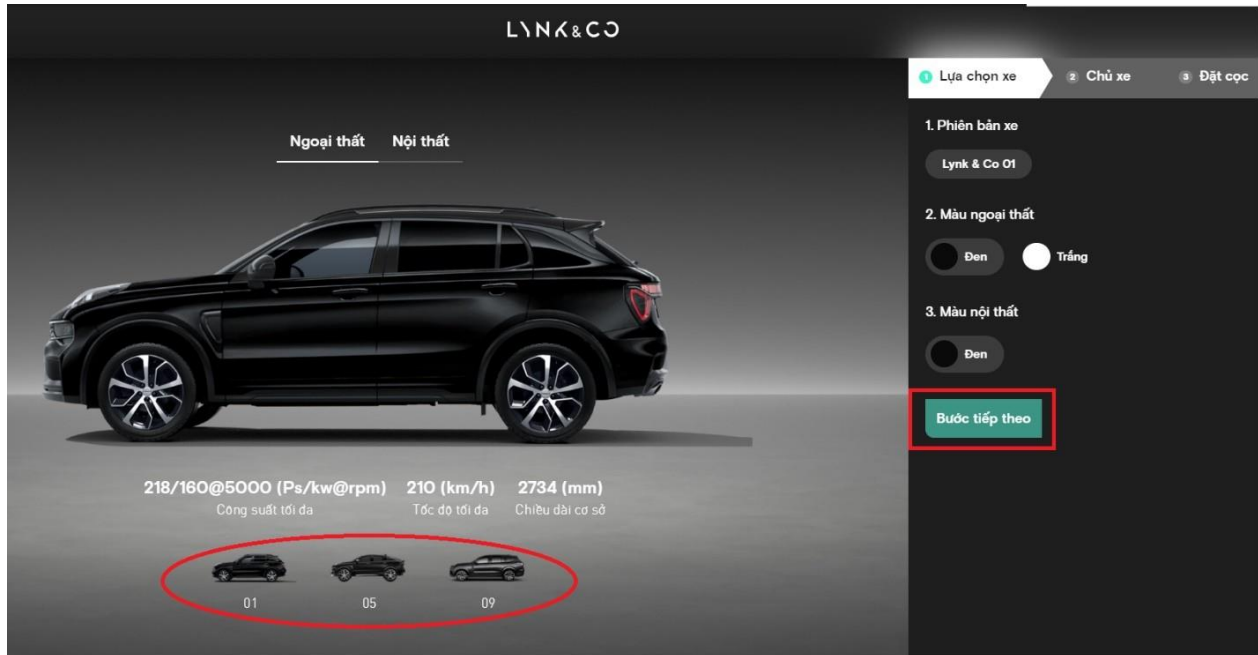 LYNK&CO
1 Lựa chọn xe 2 Chủ xe 3 Đặt cọc
Ngoại thất Nội thất
218/160@5000 (Ps/kw@rpm) 210 (km/h) 2734 (mm)
Công suất tối đa Tốc độ tối đa Chiều dài cơ sở
01 05 09
1. Phiên bản xe
Lynk & Co 01
2. Màu ngoại thất
Đen Trắng
3. Màu nội thất
Đen
Bước tiếp theo